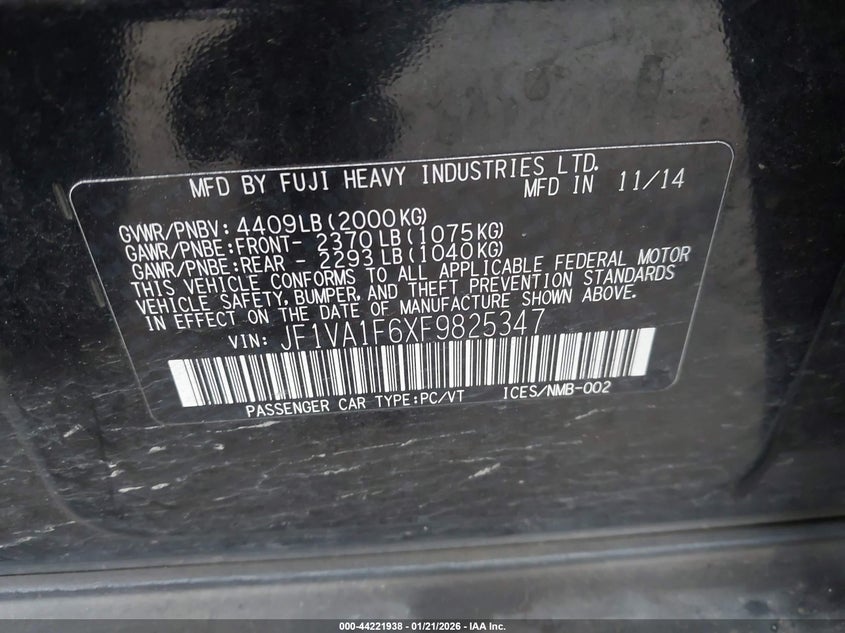 MFD BY FUJI HEAVY INDUSTRIES LTD.
MFD IN 11/14
GVWR/PNBV: 4409LB(2000KG)
GAWR/PNBE:FRONT- 2370LB(1075KG)
GAWR/PNBE:REAR - 2293LB(1040KG)
THIS VEHICLE CONFORMS TO ALL APPLICABLE FEDERAL MOTOR
VEHICLE SAFETY, BUMPER, AND THEFT PREVENTION STANDARDS
IN EFFECT ON THE DATE OF MANUFACTURE SHOWN ABOVE.
VIN: JF1VA1F6XF9825347
PASSENGER CAR TYPE:PC/VT ICES/NMB-002
000-44221938 - 01/21/2026 - IAA Inc.